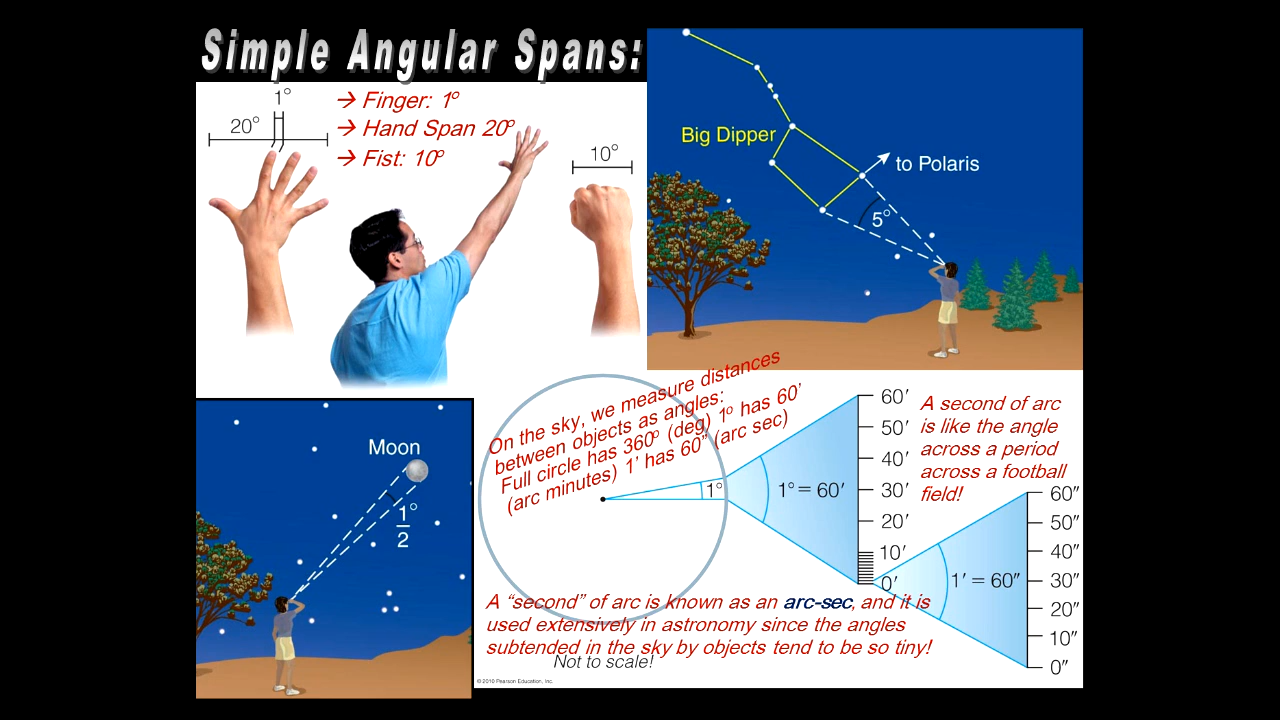 Simple Angular Spans:
1°
20°
→ Finger: 1º
→ Hand Span 20º
→ Fist: 10º
10°
Big Dipper
to Polaris
5°
Moon
1°
2
On the sky, we measure distances
between objects as angles:
Full circle has 360º (deg) 1º has 60’
(arc minutes) 1’ has 60” (arc sec)
1°
1° = 60′
60′
50′
40′
30′
20′
10′
0′
A second of arc
is like the angle
across a period
across a football
field!
1′ = 60″
60″
50″
40″
30″
20″
10″
0″
A “second” of arc is known as an arc-sec, and it is
used extensively in astronomy since the angles
subtended in the sky by objects tend to be so tiny!
Not to scale!
© 2010 Pearson Education, Inc.